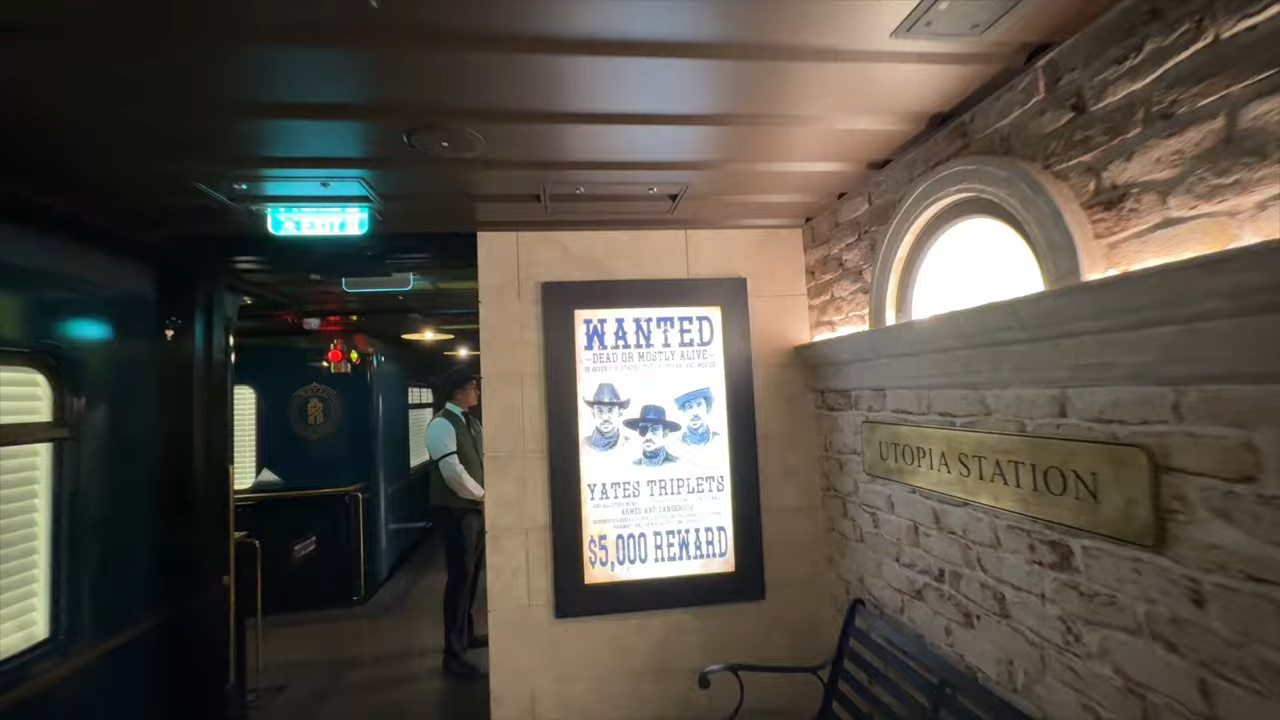 EXIT
WANTED
DEAD OR MOSTLY ALIVE
YATES TRIPLETS
ARMED AND DANGEROUS
$5,000 REWARD
UTOPIA STATION